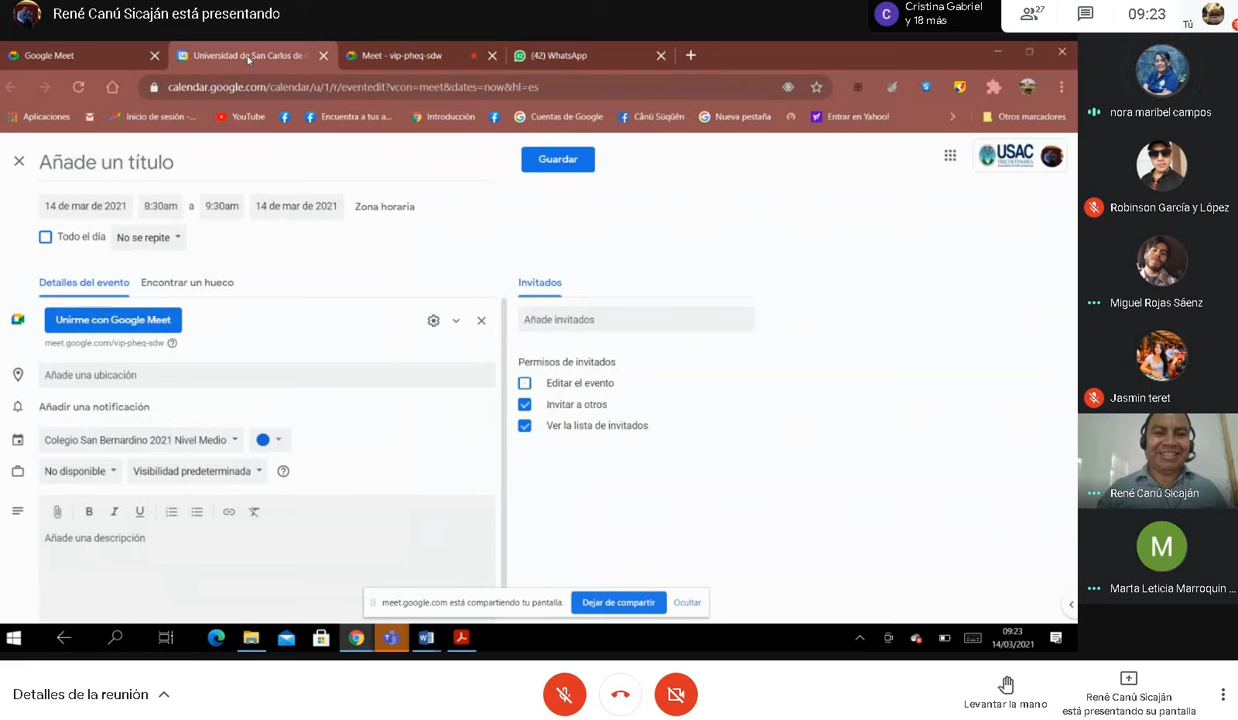 René Canú Sicaján está presentando
C
Cristina Gabriel
y 18 más
27
09:23
Tú
Google Meet
Universidad de San Carlos de
Meet - vip-pheq-sdw
(42) WhatsApp
calendar.google.com/calendar/u/1/r/eventedit?vcon=meet&dates=now&hl=es
Aplicaciones
Inicio de sesión -...
YouTube
Encuentra a tus a...
Introducción
Cuentas de Google
Cânü Süqüên
Nueva pestaña
Entrar en Yahoo!
Otros marcadores
Añade un título
Guardar
USAC
TRICENTENARIA
14 de mar de 2021
8:30am
a
9:30am
14 de mar de 2021
Zona horaria
Todo el día
No se repite
Detalles del evento
Encontrar un hueco
Invitados
Unirme con Google Meet
meet.google.com/vip-pheq-sdw
Añade invitados
Añade una ubicación
Permisos de invitados
Editar el evento
Añadir una notificación
Invitar a otros
Colegio San Bernardino 2021 Nivel Medio
Ver la lista de invitados
No disponible
Visibilidad predeterminada
Añade una descripción
meet.google.com está compartiendo tu pantalla.
Dejar de compartir
Ocultar
09:23
14/03/2021
nora maribel campos
Robinson García y López
Miguel Rojas Sáenz
Jasmin teret
René Canú Sicaján
M
Marta Leticia Marroquin ...
Detalles de la reunión
Levantar la mano
René Canú Sicaján
está presentando su pantalla